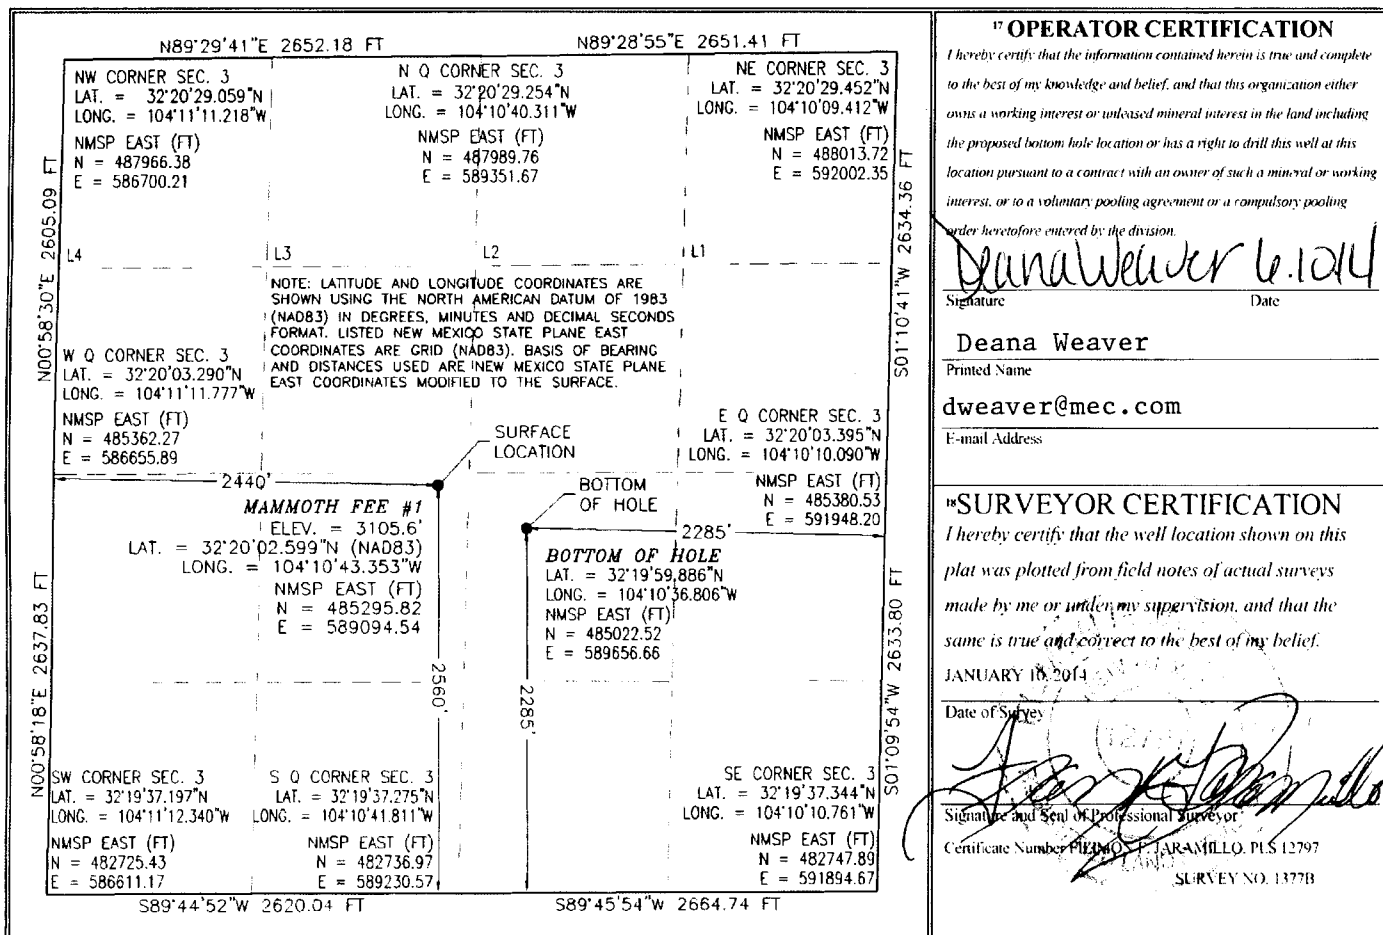 N89°29'41"E 2652.18 FT
N89°28'55"E 2651.41 FT
NW CORNER SEC. 3
LAT. = 32°20'29.059"N
LONG. = 104°11'11.218"W
NMSP EAST (FT)
N = 487966.38
E = 586700.21
N Q CORNER SEC. 3
LAT. = 32°20'29.254"N
LONG. = 104°10'40.311"W
NMSP EAST (FT)
N = 487989.76
E = 589351.67
NE CORNER SEC. 3
LAT. = 32°20'29.452"N
LONG. = 104°10'09.412"W
NMSP EAST (FT)
N = 488013.72
E = 592002.35
N00°58'30"E 2605.09 FT
S01°10'41"W 2634.36 FT
L4
L3
L2
L1
NOTE: LATITUDE AND LONGITUDE COORDINATES ARE
SHOWN USING THE NORTH AMERICAN DATUM OF 1983
(NAD83) IN DEGREES, MINUTES AND DECIMAL SECONDS
FORMAT. LISTED NEW MEXICO STATE PLANE EAST
COORDINATES ARE GRID (NAD83). BASIS OF BEARING
AND DISTANCES USED ARE NEW MEXICO STATE PLANE
EAST COORDINATES MODIFIED TO THE SURFACE.
W Q CORNER SEC. 3
LAT. = 32°20'03.290"N
LONG. = 104°11'11.777"W
NMSP EAST (FT)
N = 485362.27
E = 586655.89
E Q CORNER SEC. 3
LAT. = 32°20'03.395"N
LONG. = 104°10'10.090"W
NMSP EAST (FT)
N = 485380.53
E = 591948.20
SURFACE
LOCATION
2440'
BOTTOM
OF HOLE
2285'
MAMMOTH FEE #1
ELEV. = 3105.6'
LAT. = 32°20'02.599"N (NAD83)
LONG. = 104°10'43.353"W
NMSP EAST (FT)
N = 485295.82
E = 589094.54
BOTTOM OF HOLE
LAT. = 32°19'59.886"N
LONG. = 104°10'36.806"W
NMSP EAST (FT)
N = 485022.52
E = 589656.66
2560'
2285'
N00°58'18"E 2637.83 FT
S01°09'54"W 2633.80 FT
SW CORNER SEC. 3
LAT. = 32°19'37.197"N
LONG. = 104°11'12.340"W
NMSP EAST (FT)
N = 482725.43
E = 586611.17
S Q CORNER SEC. 3
LAT. = 32°19'37.275"N
LONG. = 104°10'41.811"W
NMSP EAST (FT)
N = 482736.97
E = 589230.57
SE CORNER SEC. 3
LAT. = 32°19'37.344"N
LONG. = 104°10'10.761"W
NMSP EAST (FT)
N = 482747.89
E = 591894.67
S89°44'52"W 2620.04 FT
S89°45'54"W 2664.74 FT
17 OPERATOR CERTIFICATION
I hereby certify that the information contained herein is true and complete
to the best of my knowledge and belief, and that this organization either
owns a working interest or unleased mineral interest in the land including
the proposed bottom hole location or has a right to drill this well at this
location pursuant to a contract with an owner of such a mineral or working
interest, or to a voluntary pooling agreement or a compulsory pooling
order heretofore entered by the division.
Deana Weaver 6.10.14
Signature Date
Deana Weaver
Printed Name
dweaver@mec.com
E-mail Address
18 SURVEYOR CERTIFICATION
I hereby certify that the well location shown on this
plat was plotted from field notes of actual surveys
made by me or under my supervision, and that the
same is true and correct to the best of my belief.
JANUARY 10, 2014
Date of Survey
Signature and Seal of Professional Surveyor
Certificate Number FILIMON F. JARAMILLO, PLS 12797
SURVEY NO. 1377B